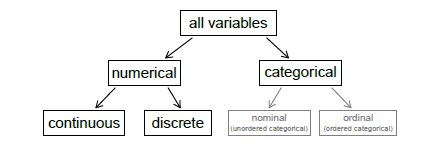 all variables
numerical
categorical
continuous
discrete
nominal
(unordered categorical)
ordinal
(ordered categorical)